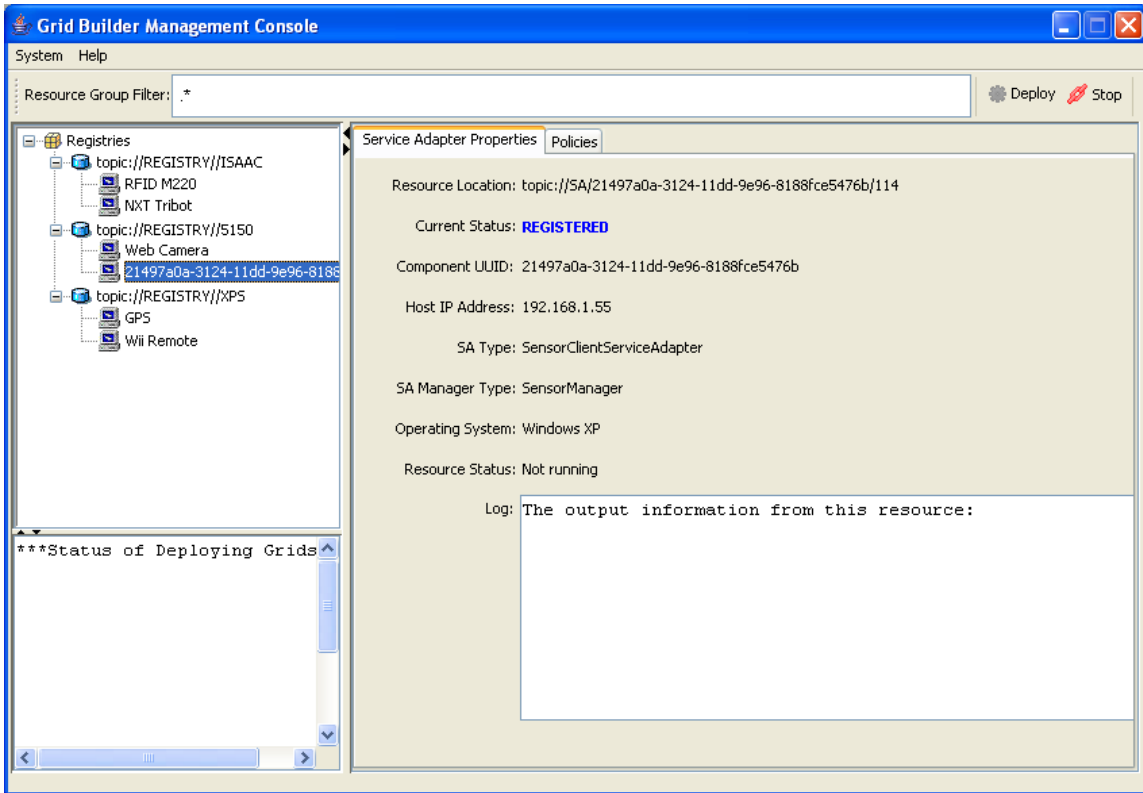 Grid Builder Management Console
System Help
Resource Group Filter: .* Deploy Stop
Registries
topic://REGISTRY//ISAAC
RFID M220
NXT Tribot
topic://REGISTRY//5150
Web Camera
21497a0a-3124-11dd-9e96-8188
topic://REGISTRY//XPS
GPS
Wii Remote
***Status of Deploying Grids
Service Adapter Properties Policies
Resource Location: topic://SA/21497a0a-3124-11dd-9e96-8188fce5476b/114
Current Status: REGISTERED
Component UUID: 21497a0a-3124-11dd-9e96-8188fce5476b
Host IP Address: 192.168.1.55
SA Type: SensorClientServiceAdapter
SA Manager Type: SensorManager
Operating System: Windows XP
Resource Status: Not running
Log: The output information from this resource: